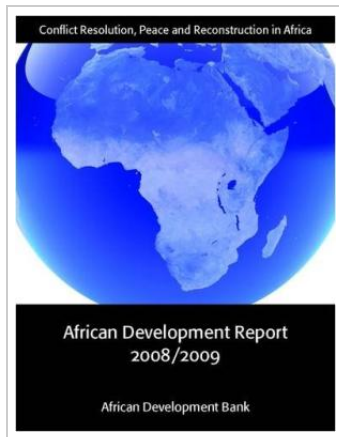 Conflict Resolution, Peace and Reconstruction in Africa
African Development Report
2008/2009
African Development Bank